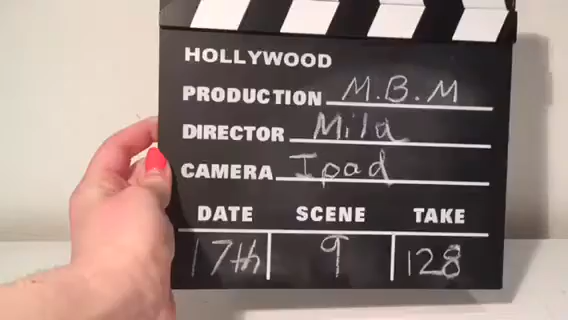 HOLLYWOOD
PRODUCTION M.B.M
DIRECTOR Mila
CAMERA Ipad
DATE SCENE TAKE
17th 9 128